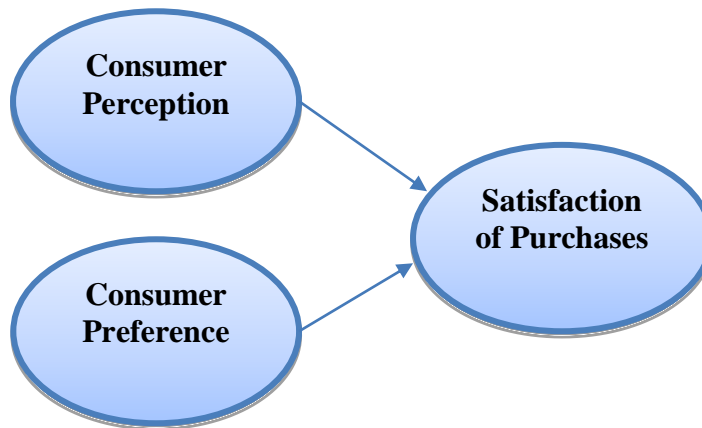 Consumer
Perception
Satisfaction
of Purchases
Consumer
Preference